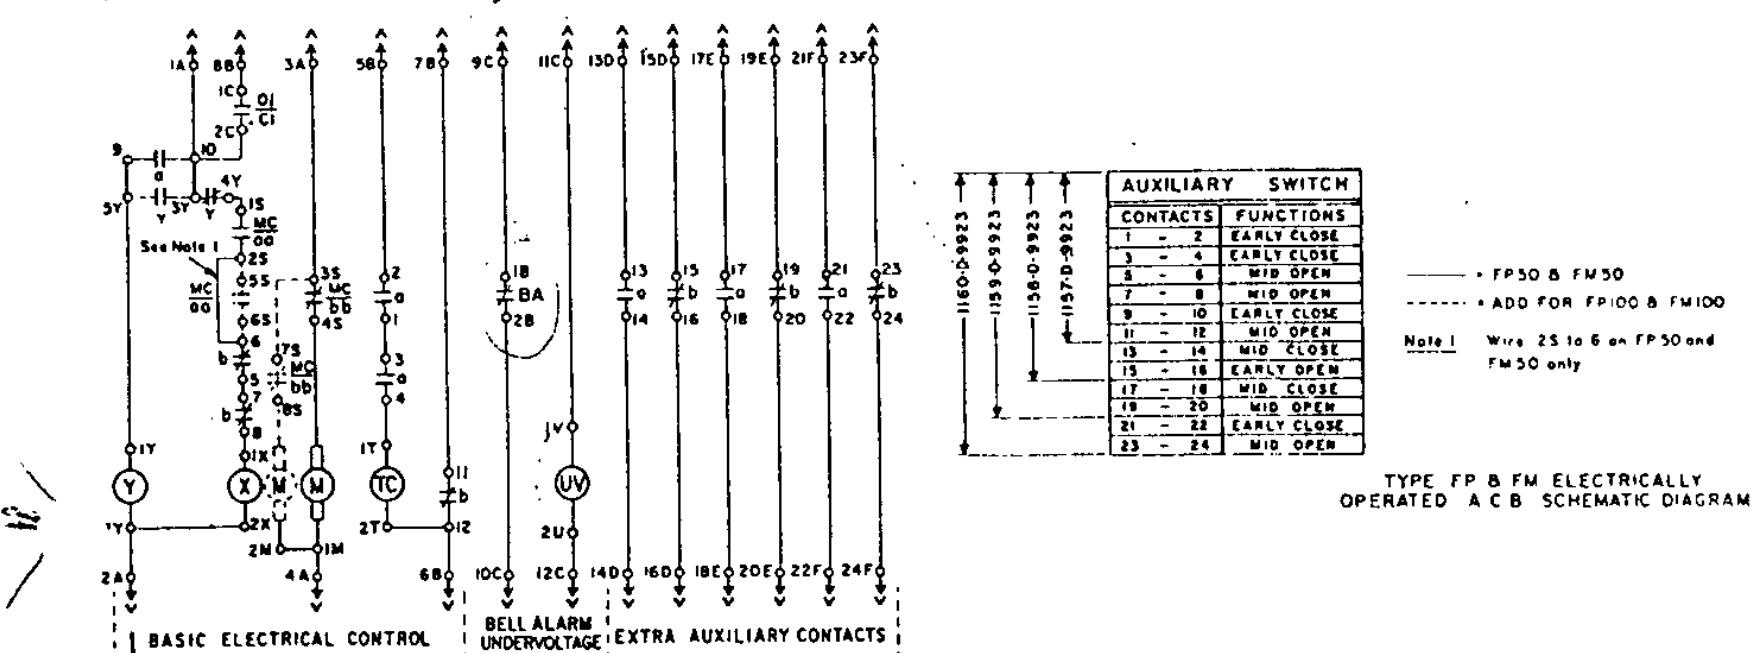 1A 8B 3A 5B 7B 9C 11C 13D 15D 17E 19E 21F 23F
1C OI
CI
2C
9 10
a 4Y
5Y Y 3Y Y 1S
MC
aa
See Note 1 2S
MC
aa
5S
6S
6
b
5
7
b
8
3S
MC
bb
4S
7S
MC
bb
8S
2
a
1
3
a
4
18
BA
28
13
a
14
15
b
16
17
a
18
19
b
20
21
a
22
23
b
24
1Y 1X 1T 11 1V
Y X M M TC b UV
2X 2T 12 2U
2M 1M
2A 4A 6B 10C 12C 14D 16D 18E 20E 22F 24F
BASIC ELECTRICAL CONTROL
BELL ALARM
UNDERVOLTAGE
EXTRA AUXILIARY CONTACTS
1160-D-9923
1159-D-9923
1158-D-9923
1157-D-9923
AUXILIARY SWITCH
CONTACTS FUNCTIONS
1 - 2 EARLY CLOSE
3 - 4 EARLY CLOSE
5 - 6 MID OPEN
7 - 8 MID OPEN
9 - 10 EARLY CLOSE
11 - 12 MID OPEN
13 - 14 MID CLOSE
15 - 16 EARLY OPEN
17 - 18 MID CLOSE
19 - 20 MID OPEN
21 - 22 EARLY CLOSE
23 - 24 MID OPEN
FP50 & FM50
ADD FOR FP100 & FM100
Note 1 Wire 2S to 6 on FP50 and
FM50 only
TYPE FP & FM ELECTRICALLY
OPERATED A C B SCHEMATIC DIAGRAM